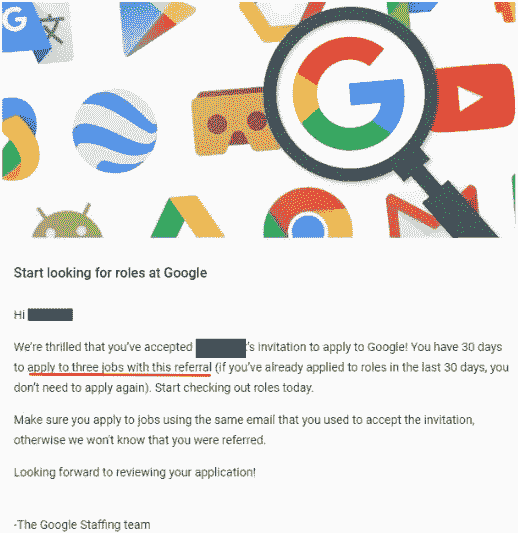 G 文
G
Start looking for roles at Google
Hi
We're thrilled that you've accepted 's invitation to apply to Google! You have 30 days
to apply to three jobs with this referral (if you've already applied to roles in the last 30 days, you
don't need to apply again). Start checking out roles today.
Make sure you apply to jobs using the same email that you used to accept the invitation,
otherwise we won't know that you were referred.
Looking forward to reviewing your application!
-The Google Staffing team